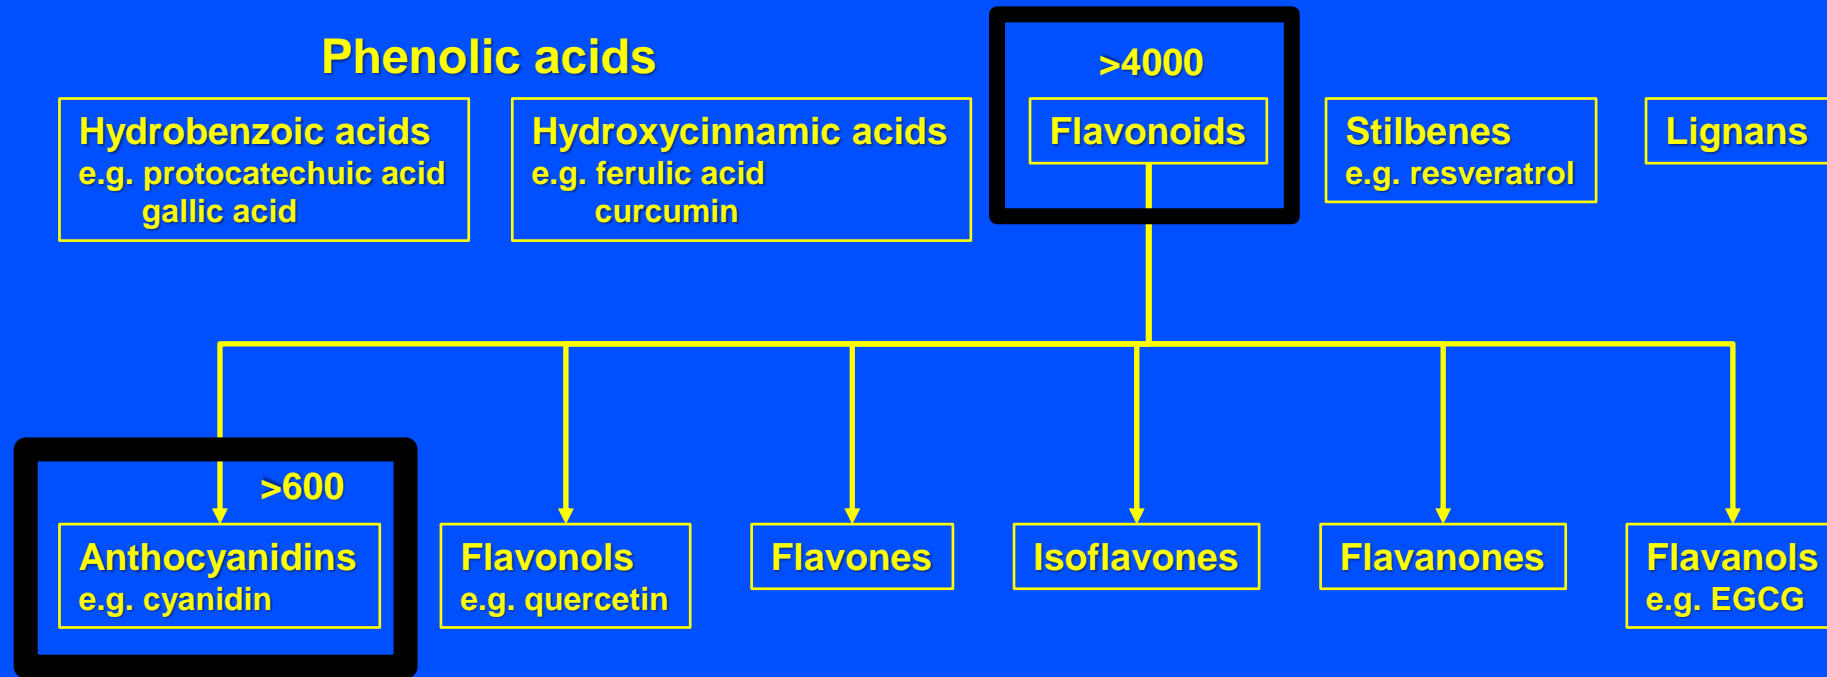 Phenolic acids
>4000
Hydrobenzoic acids
e.g. protocatechuic acid
gallic acid
Hydroxycinnamic acids
e.g. ferulic acid
curcumin
Flavonoids
Stilbenes
e.g. resveratrol
Lignans
>600
Anthocyanidins
e.g. cyanidin
Flavonols
e.g. quercetin
Flavones
Isoflavones
Flavanones
Flavanols
e.g. EGCG